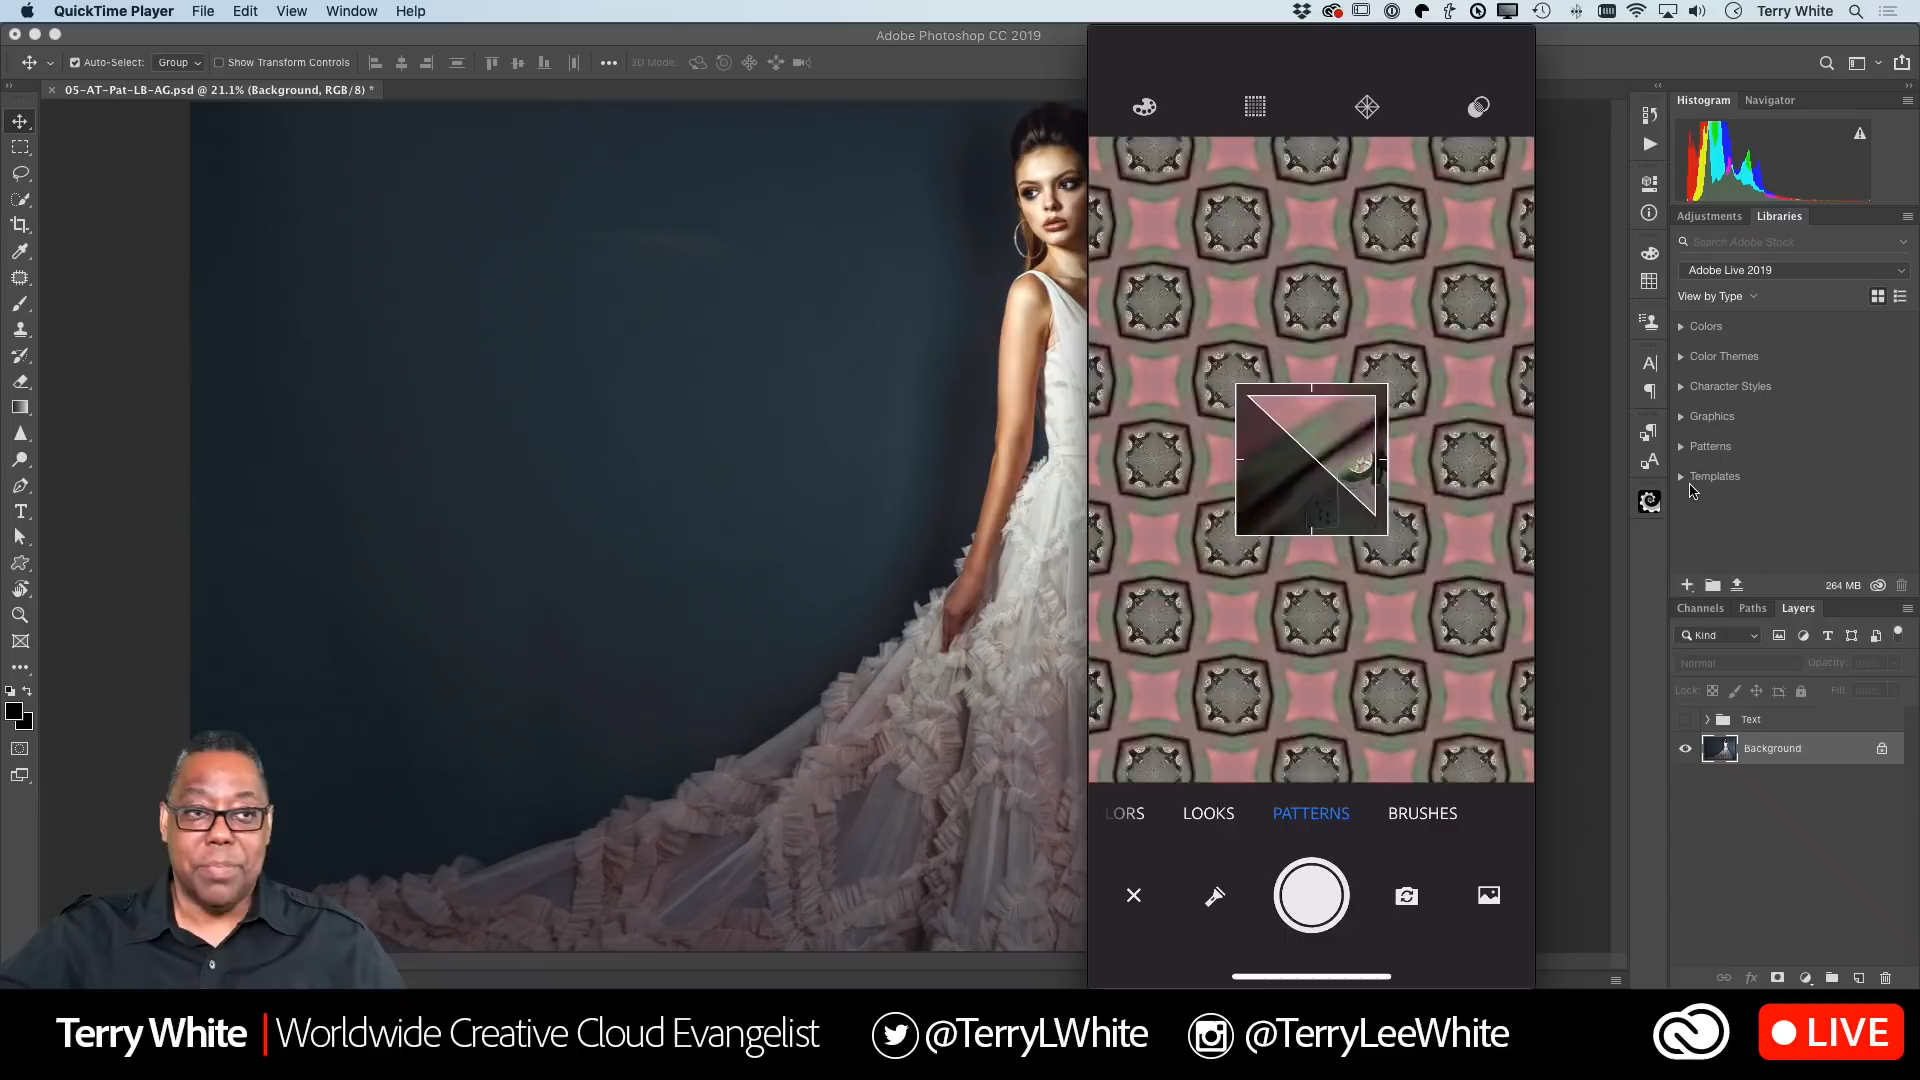 QuickTime Player File Edit View Window Help Terry White
Adobe Photoshop CC 2019
Auto-Select: Group Show Transform Controls 3D Mode:
05-AT-Pat-LB-AG.psd @ 21.1% (Background, RGB/8) *
Histogram Navigator
Adjustments Libraries
Search Adobe Stock
Adobe Live 2019
View by Type
Colors
Color Themes
Character Styles
Graphics
Patterns
Templates
264 MB
Channels Paths Layers
Kind
Normal Opacity:
Lock: Fill:
Text
Background
LORS LOOKS PATTERNS BRUSHES
Terry White | Worldwide Creative Cloud Evangelist @TerryLWhite @TerryLeeWhite LIVE